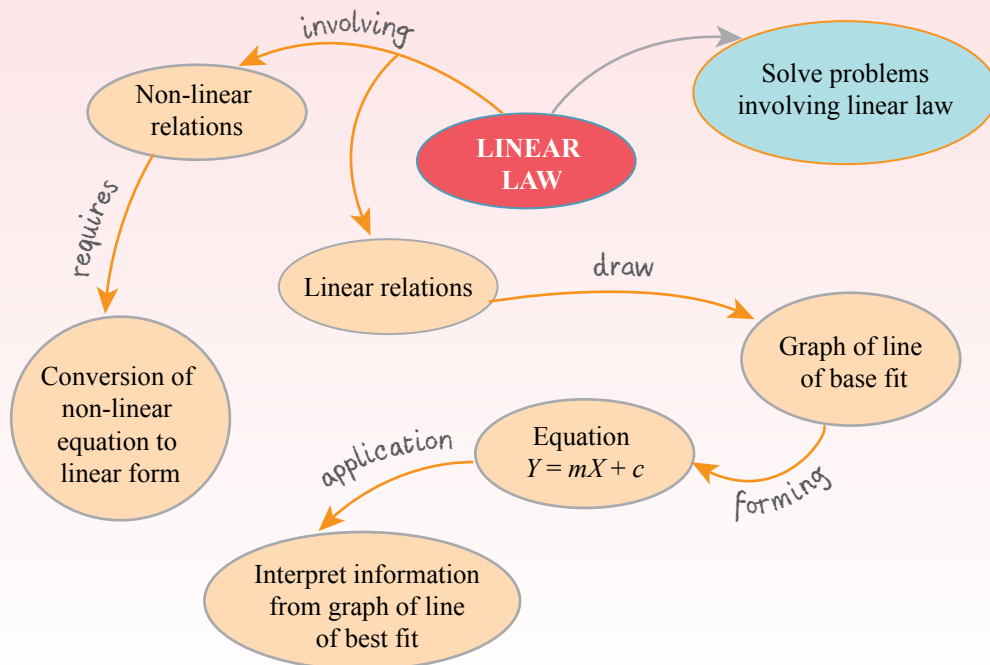 involving
Non-linear
relations
LINEAR
LAW
Solve problems
involving linear law
requires
Linear relations
draw
Conversion of
non-linear
equation to
linear form
Graph of line
of base fit
application
Equation
Y = mX + c
forming
Interpret information
from graph of line
of best fit